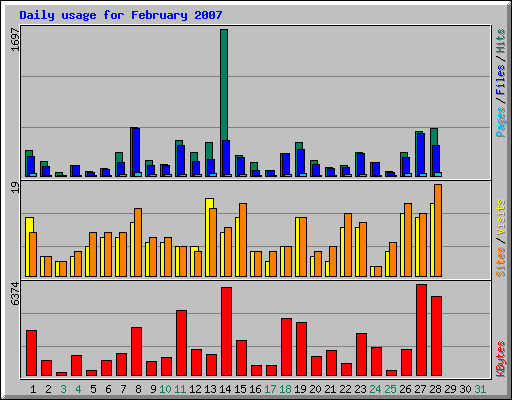 Daily usage for February 2007
1697
Pages / Files / Hits
19
Sites / Visits
6374
KBytes
1 2 3 4 5 6 7 8 9 10 11 12 13 14 15 16 17 18 19 20 21 22 23 24 25 26 27 28 29 30 31